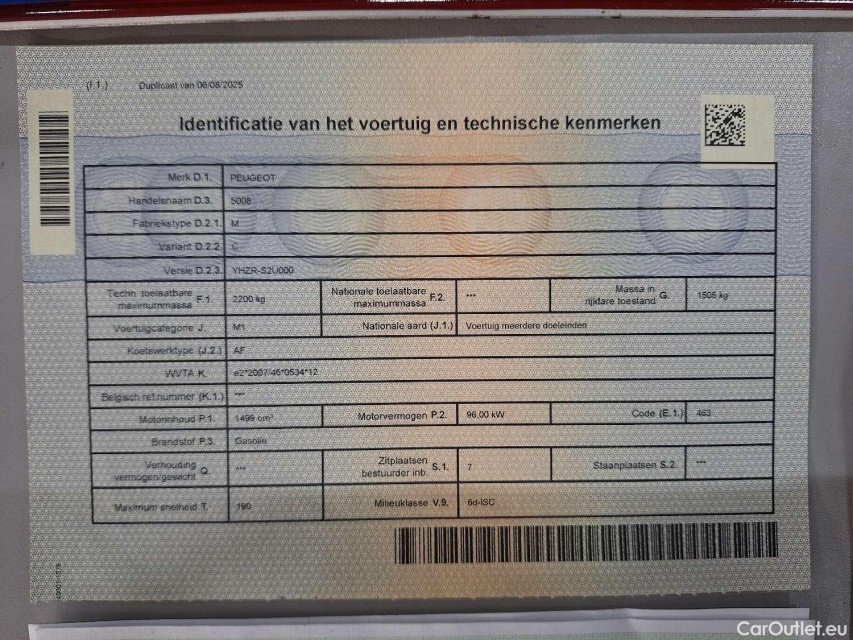 (I.1.) Duplicaat van 06/08/2025
Identificatie van het voertuig en technische kenmerken
Merk D.1. PEUGEOT
Handelsnaam D.3. 5008
Fabriekstype D.2.1. M
Variant D.2.2. C
Versie D.2.3. YHZR-S2U000
Techn toelaatbare maximummassa F.1. 2200 kg Nationale toelaatbare maximummassa F.2. *** Massa in rijklare toestand G. 1505 kg
Voertuigcategorie J. M1 Nationale aard (J.1.) Voertuig meerdere doeleinden
Koetswerktype (J.2.) AF
WVTA K. e2*2007/46*0534*12
Belgisch ref.nummer (K.1.) ***
Motorinhoud P.1. 1499 cm³ Motorvermogen P.2. 96,00 kW Code (E.1.) 463
Brandstof P.3. Gasolie
Verhouding vermogen/gewicht Q. *** Zitplaatsen bestuurder inb. S.1. 7 Staanplaatsen S.2. ***
Maximum snelheid T. 190 Milieuklasse V.9. 6d-ISC
CarOutlet.eu